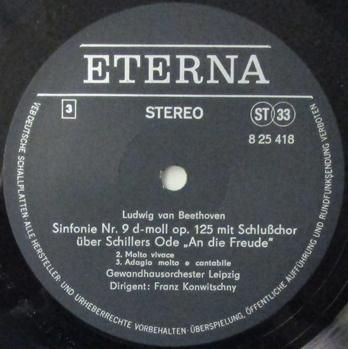 ETERNA
3
STEREO
ST 33
8 25 418
Ludwig van Beethoven
Sinfonie Nr. 9 d-moll op. 125 mit Schlußchor
über Schillers Ode „An die Freude“
2. Molto vivace
3. Adagio molto e cantabile
Gewandhausorchester Leipzig
Dirigent: Franz Konwitschny
VEB DEUTSCHE SCHALLPLATTEN · ALLE HERSTELLER- UND URHEBERRECHTE VORBEHALTEN · ÜBERSPIELUNG, ÖFFENTLICHE AUFFÜHRUNG UND RUNDFUNKSENDUNG VERBOTEN